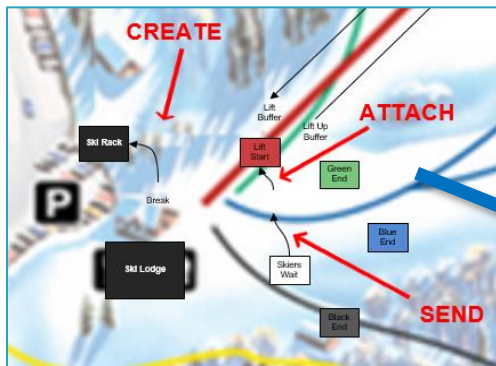 CREATE
Lift
Buffer
ATTACH
Lift Up
Buffer
Ski Rack
Lift
Start
Green
End
P
Break
Blue
End
Ski Lodge
Skiers
Wait
SEND
Black
End